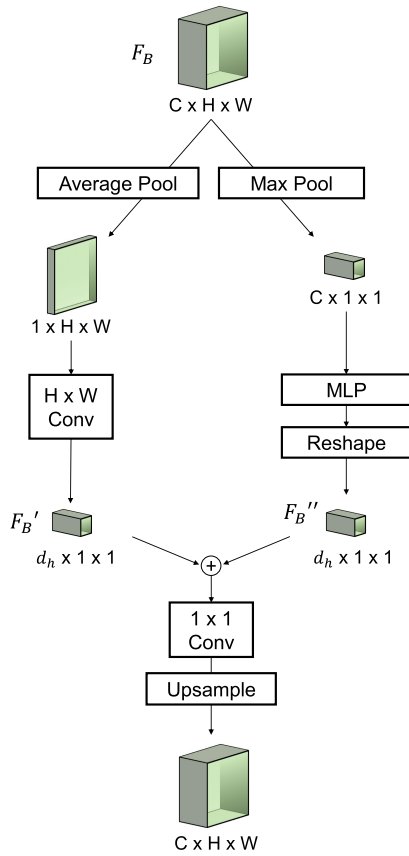 F_B
C x H x W
Average Pool
Max Pool
1 x H x W
C x 1 x 1
H x W
Conv
MLP
Reshape
F_B'
F_B''
d_h x 1 x 1
d_h x 1 x 1
+
1 x 1
Conv
Upsample
C x H x W